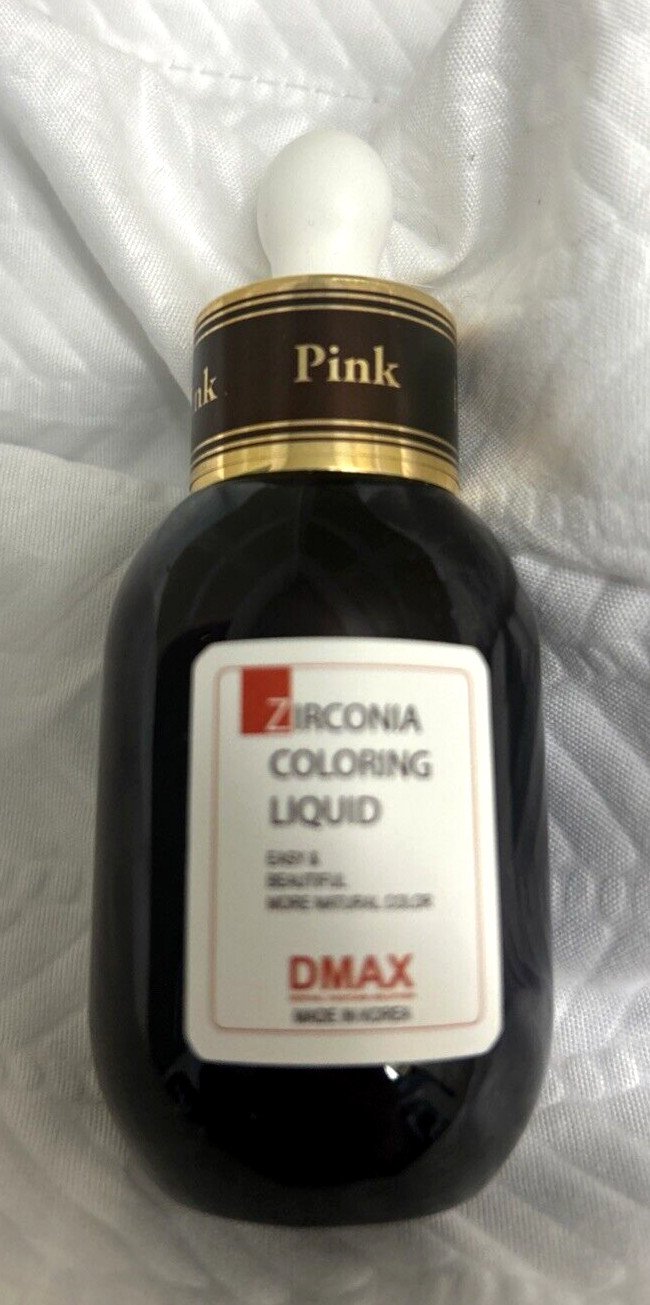 Pink
nk
ZIRCONIA
COLORING
LIQUID
EASY &
BEAUTIFUL
MORE NATURAL COLOR
DMAX
MADE IN KOREA